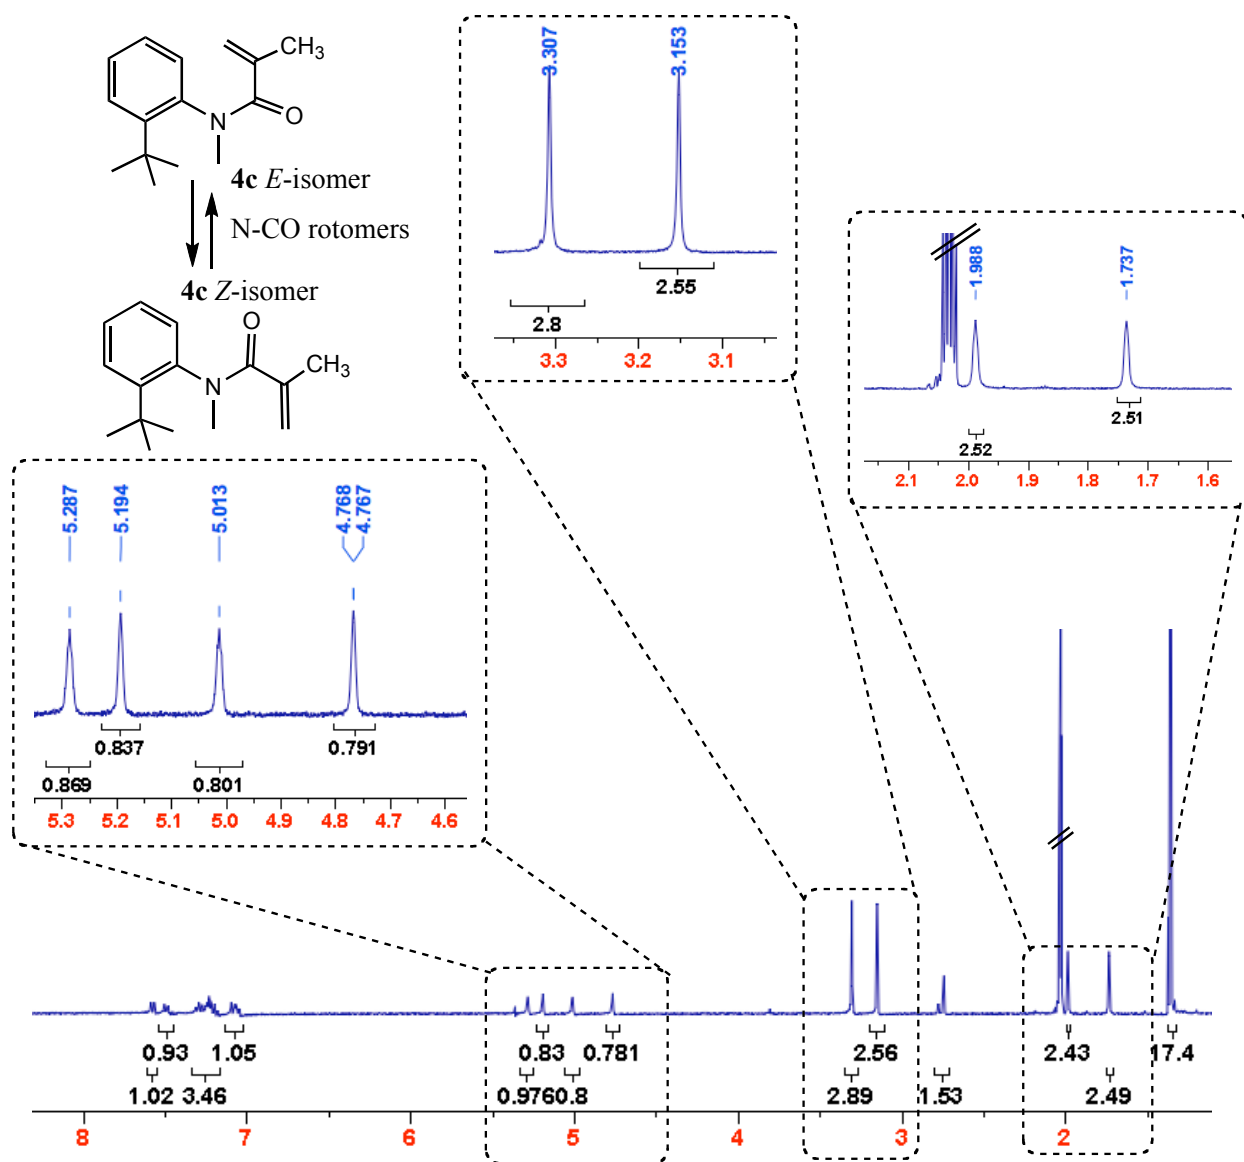 CH3
N
O
4c E-isomer
N-CO rotomers
4c Z-isomer
O
CH3
N
3.307
3.153
2.55
2.8
3.3 3.2 3.1
1.988
1.737
2.51
2.52
2.1 2.0 1.9 1.8 1.7 1.6
5.287
5.194
5.013
4.768
4.767
0.837 0.791
0.869 0.801
5.3 5.2 5.1 5.0 4.9 4.8 4.7 4.6
0.93 1.05 0.83 0.781 2.56 2.43 17.4
1.02 3.46 0.976 0.8 2.89 1.53 2.49
8 7 6 5 4 3 2